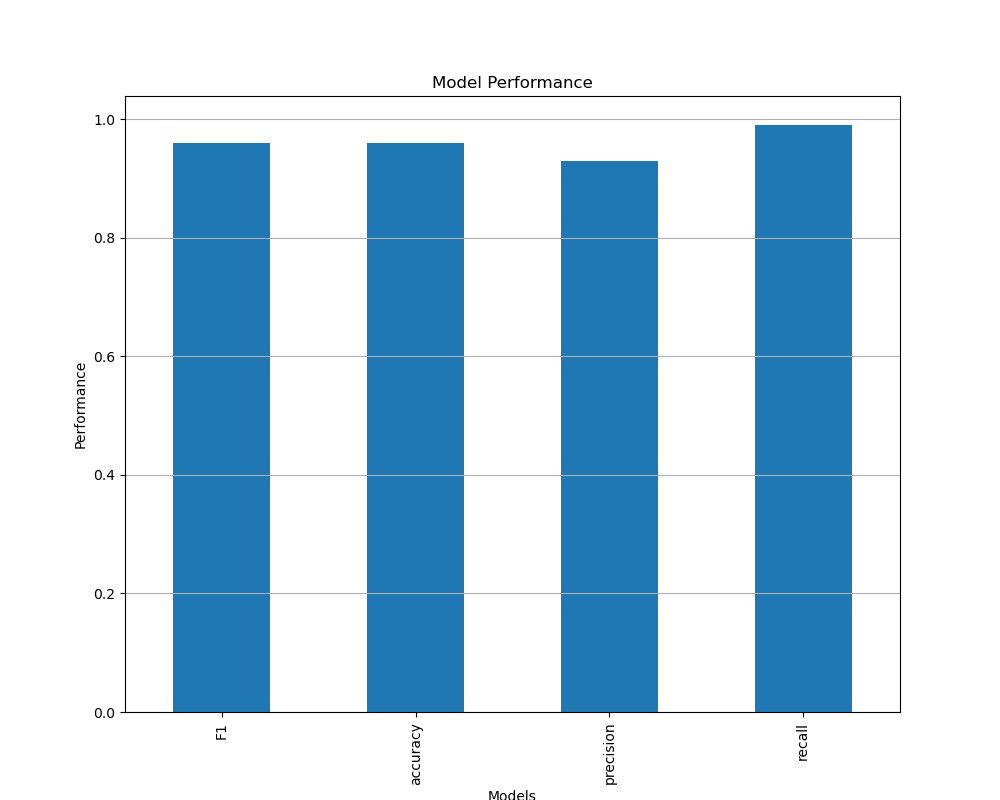 Model Performance
1.0
0.8
0.6
0.4
0.2
0.0
Performance
F1
accuracy
precision
recall
Models